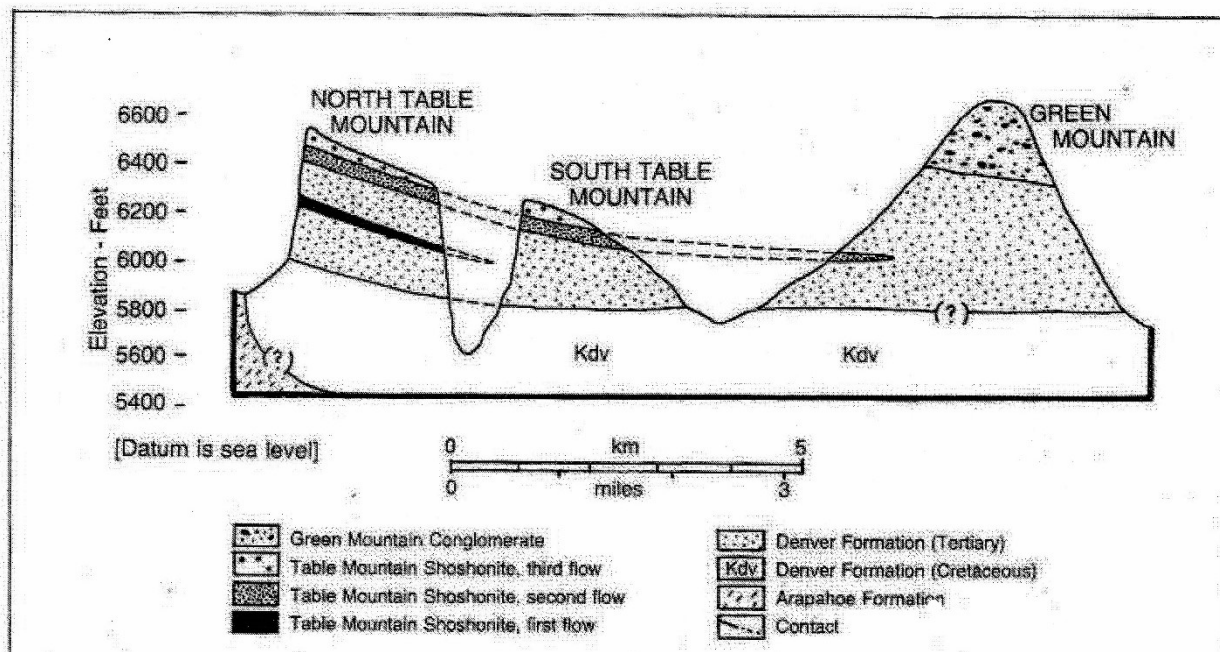 NORTH TABLE
MOUNTAIN
SOUTH TABLE
MOUNTAIN
GREEN
MOUNTAIN
Elevation - Feet
6600 -
6400 -
6200 -
6000 -
5800 -
5600 -
5400 -
(?)
Kdv
Kdv
(?)
[Datum is sea level]
0 km 5
0 miles 3
Green Mountain Conglomerate
Table Mountain Shoshonite, third flow
Table Mountain Shoshonite, second flow
Table Mountain Shoshonite, first flow
Denver Formation (Tertiary)
Kdv Denver Formation (Cretaceous)
Arapahoe Formation
Contact